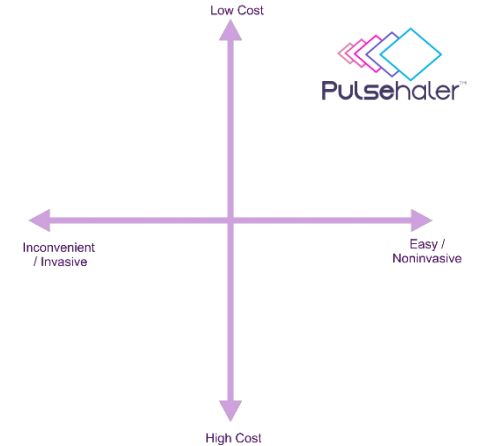 Low Cost
Pulsehaler™
Inconvenient
/ Invasive
Easy /
Noninvasive
High Cost